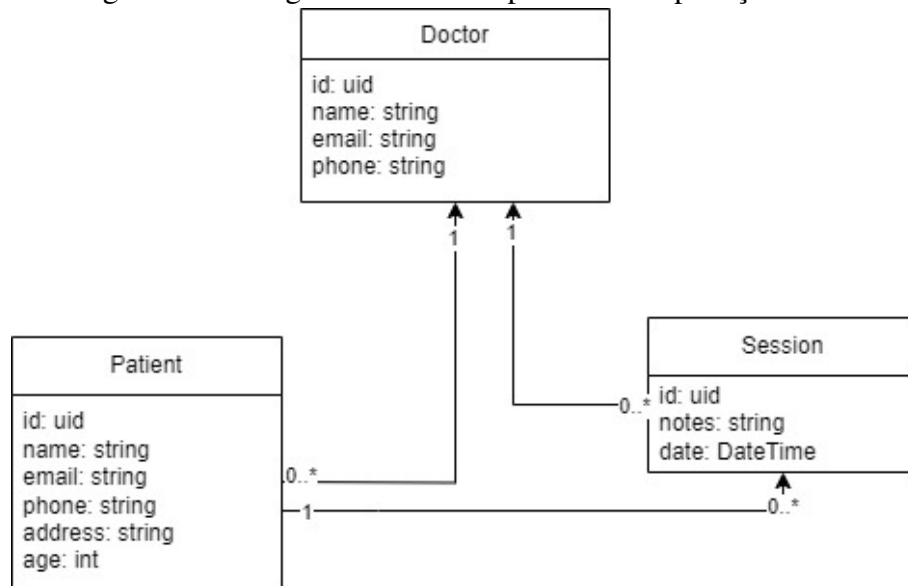 Doctor
id: uid
name: string
email: string
phone: string
1
1
Patient
id: uid
name: string
email: string
phone: string
address: string
age: int
0..*
1
Session
id: uid
notes: string
date: DateTime
0..*
0..*